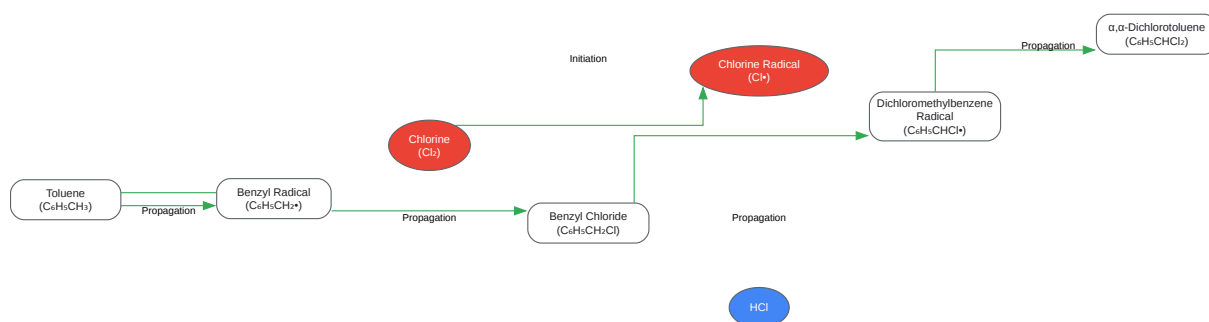 α,α-Dichlorotoluene
(C₆H₅CHCl₂)
Propagation
Initiation
Chlorine Radical
(Cl•)
Dichloromethylbenzene
Radical
(C₆H₅CHCl•)
Chlorine
(Cl₂)
Toluene
(C₆H₅CH₃)
Propagation
Benzyl Radical
(C₆H₅CH₂•)
Propagation
Benzyl Chloride
(C₆H₅CH₂Cl)
Propagation
HCl